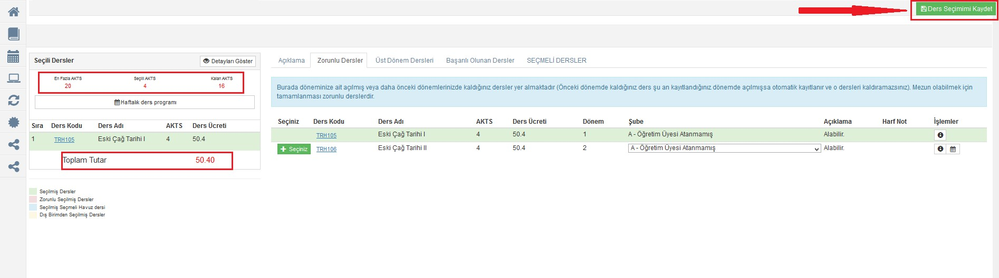 Ders Seçimimi Kaydet
Seçili Dersler
Detayları Göster
En Fazla AKTS Seçili AKTS Kalan AKTS
20 4 16
Haftalık ders programı
Sıra Ders Kodu Ders Adı AKTS Ders Ücreti
1 TRH105 Eski Çağ Tarihi I 4 50.4
Toplam Tutar 50.40
Seçilmiş Dersler
Zorunlu Seçilmiş Dersler
Seçilmiş Seçmeli Havuz dersi
Dış Birimden Seçilmiş Dersler
Açıklama Zorunlu Dersler Üst Dönem Dersleri Başarılı Olunan Dersler SEÇMELİ DERSLER
Burada döneminize ait açılmış veya daha önceki dönemlerinizde kaldığınız dersler yer almaktadır (Önceki dönemde kaldığınız ders şu an kayıtlandığınız dönemde açılmışsa otomatik kayıtlanır ve o dersleri kaldıramazsınız). Mezun olabilmek için
tamamlanması zorunlu derslerdir.
Seçiniz Ders Kodu Ders Adı AKTS Ders Ücreti Dönem Şube Açıklama Harf Not İşlemler
TRH105 Eski Çağ Tarihi I 4 50.4 1 A - Öğretim Üyesi Atanmamış Alabilir.
Seçiniz TRH106 Eski Çağ Tarihi II 4 50.4 2 A - Öğretim Üyesi Atanmamış Alabilir.